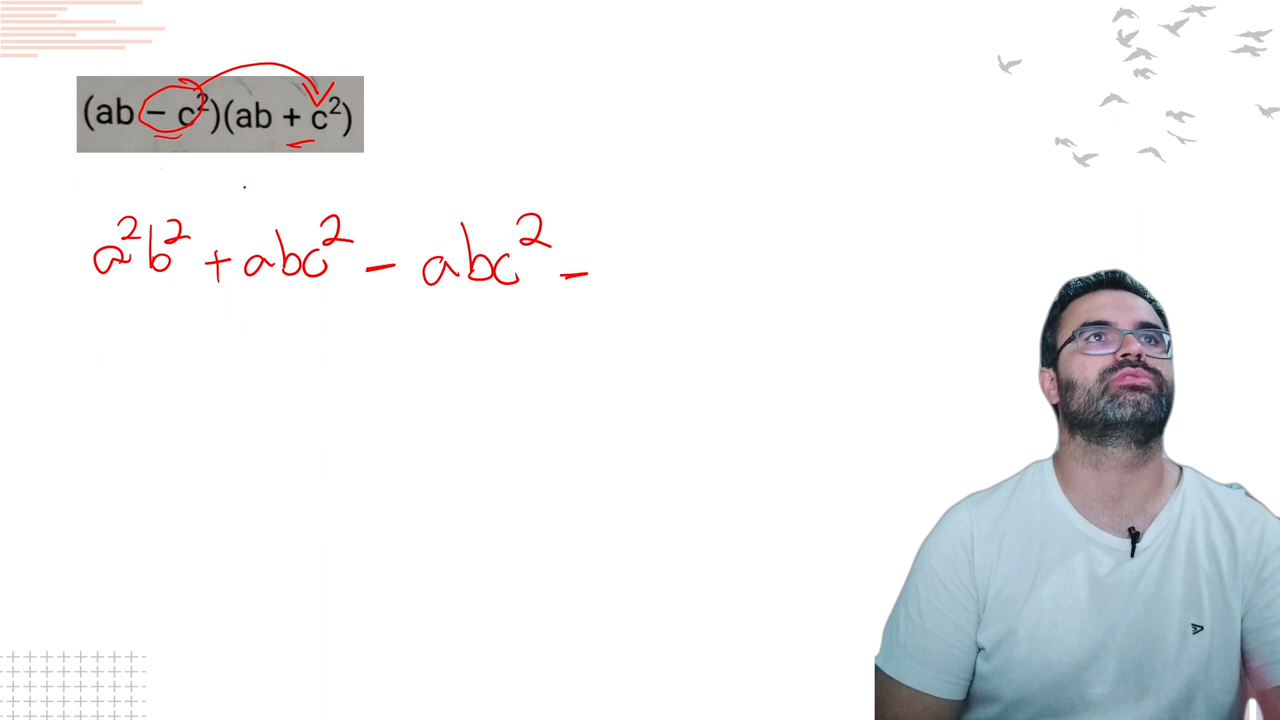 (ab – c²)(ab + c²)
a²b² + abc² – abc² –